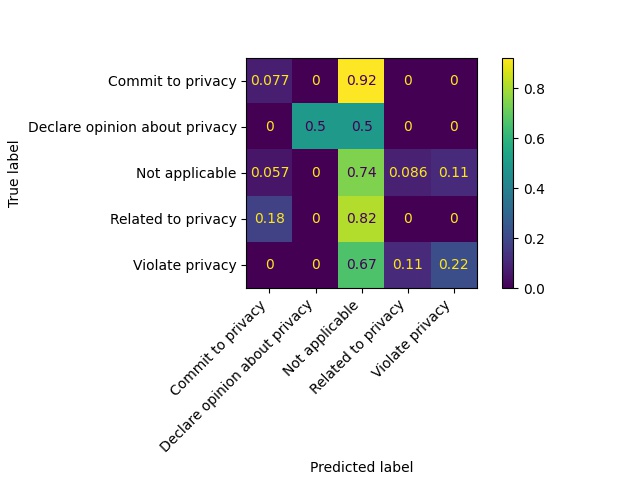 True label
Commit to privacy 0.077 0 0.92 0 0
Declare opinion about privacy 0 0.5 0.5 0 0
Not applicable 0.057 0 0.74 0.086 0.11
Related to privacy 0.18 0 0.82 0 0
Violate privacy 0 0 0.67 0.11 0.22
Commit to privacy
Declare opinion about privacy
Not applicable
Related to privacy
Violate privacy
Predicted label
0.8
0.6
0.4
0.2
0.0